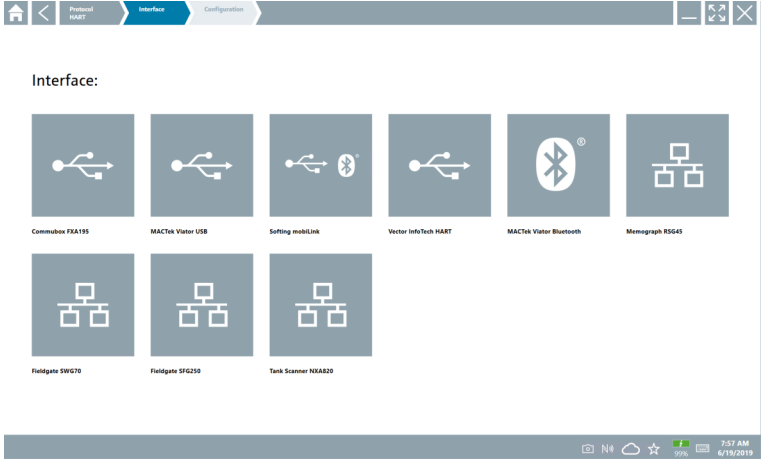 Protocol
HART
Interface
Configuration
Interface:
Commubox FXA195
MACTek Viator USB
Softing mobiLink
Vector InfoTech HART
MACTek Viator Bluetooth
Memograph RSG45
Fieldgate SWG70
Fieldgate SFG250
Tank Scanner NXA820
99%
7:57 AM
6/19/2019